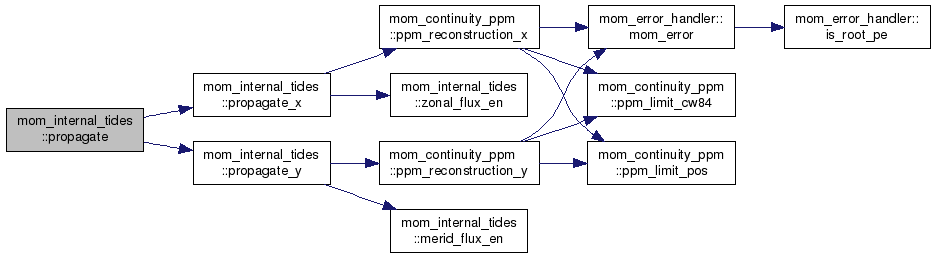 mom_internal_tides
::propagate
mom_internal_tides
::propagate_x
mom_internal_tides
::propagate_y
mom_continuity_ppm
::ppm_reconstruction_x
mom_internal_tides
::zonal_flux_en
mom_continuity_ppm
::ppm_reconstruction_y
mom_internal_tides
::merid_flux_en
mom_error_handler::
mom_error
mom_continuity_ppm
::ppm_limit_cw84
mom_continuity_ppm
::ppm_limit_pos
mom_error_handler::
is_root_pe